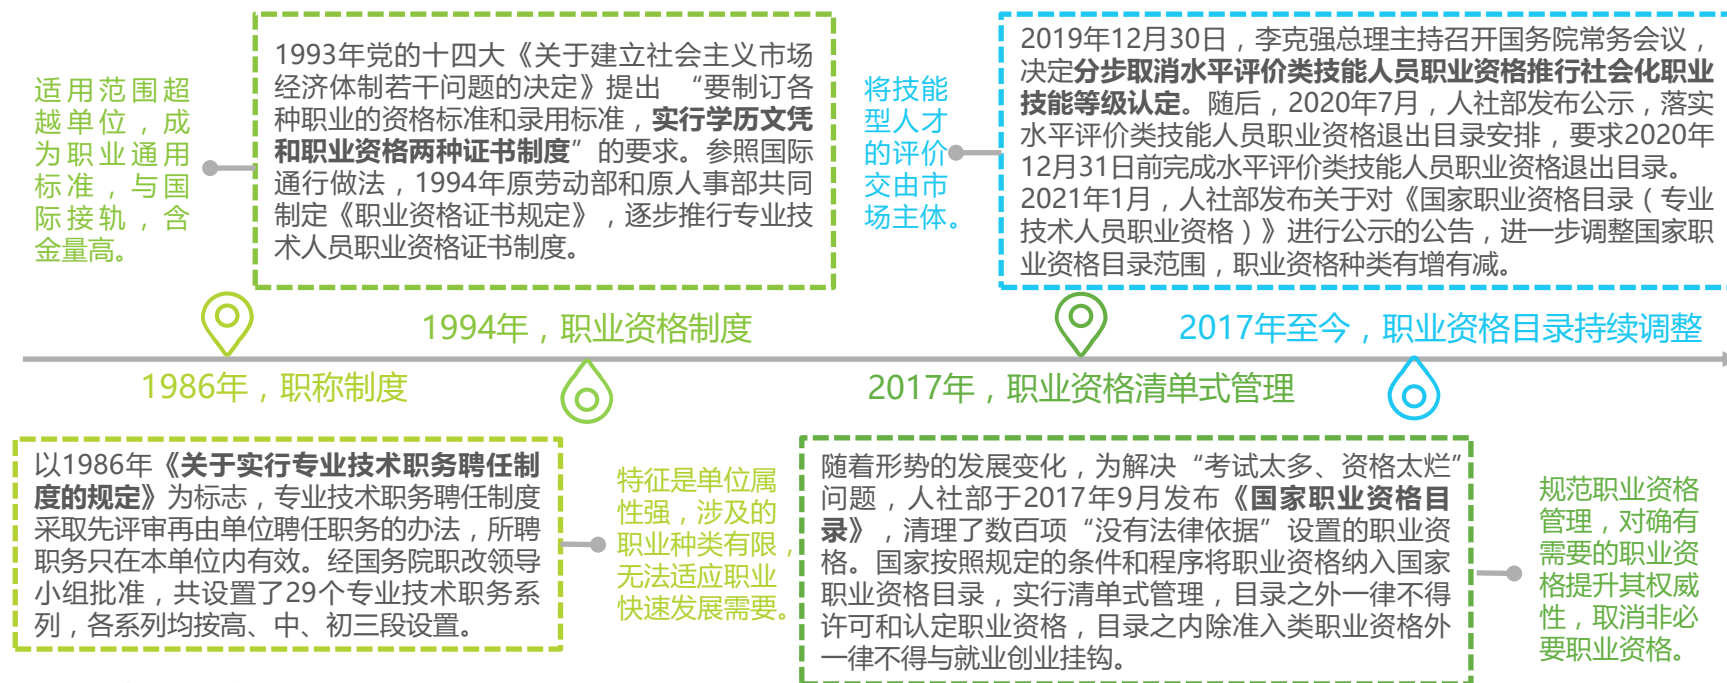 适用范围超
越单位，成
为职业通用
标准，与国
际接轨，含
金量高。
1993年党的十四大《关于建立社会主义市场
经济体制若干问题的决定》提出 “要制订各
种职业的资格标准和录用标准，实行学历文凭
和职业资格两种证书制度”的要求。参照国际
通行做法，1994年原劳动部和原人事部共同
制定《职业资格证书规定》，逐步推行专业技
术人员职业资格证书制度。
将技能
型人才
的评价
交由市
场主体。
2019年12月30日，李克强总理主持召开国务院常务会议，
决定分步取消水平评价类技能人员职业资格推行社会化职业
技能等级认定。随后，2020年7月，人社部发布公示，落实
水平评价类技能人员职业资格退出目录安排，要求2020年
12月31日前完成水平评价类技能人员职业资格退出目录。
2021年1月，人社部发布关于对《国家职业资格目录（专业
技术人员职业资格）》进行公示的公告，进一步调整国家职
业资格目录范围，职业资格种类有增有减。
1994年，职业资格制度
2017年至今，职业资格目录持续调整
1986年，职称制度
2017年，职业资格清单式管理
以1986年《关于实行专业技术职务聘任制
度的规定》为标志，专业技术职务聘任制度
采取先评审再由单位聘任职务的办法，所聘
职务只在本单位内有效。经国务院职改领导
小组批准，共设置了29个专业技术职务系
列，各系列均按高、中、初三段设置。
特征是单位属
性强，涉及的
职业种类有限，
无法适应职业
快速发展需要。
随着形势的发展变化，为解决“考试太多、资格太烂”
问题，人社部于2017年9月发布《国家职业资格目
录》，清理了数百项“没有法律依据”设置的职业资
格。国家按照规定的条件和程序将职业资格纳入国家
职业资格目录，实行清单式管理，目录之外一律不得
许可和认定职业资格，目录之内除准入类职业资格外
一律不得与就业创业挂钩。
规范职业资格
管理，对确有
需要的职业资
格提升其权威
性，取消非必
要职业资格。